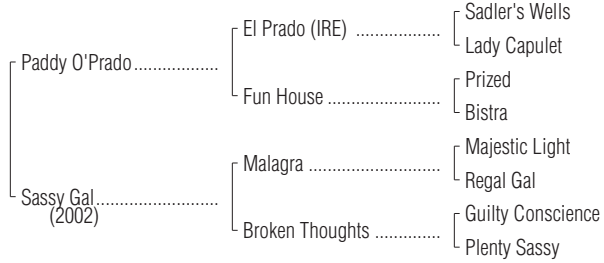 Sadler's Wells
El Prado (IRE) ..................
Lady Capulet
Paddy O'Prado..................
Prized
Fun House ........................
Bistra
Majestic Light
Malagra ............................
Regal Gal
Sassy Gal..........................
(2002)
Guilty Conscience
Broken Thoughts ..............
Plenty Sassy